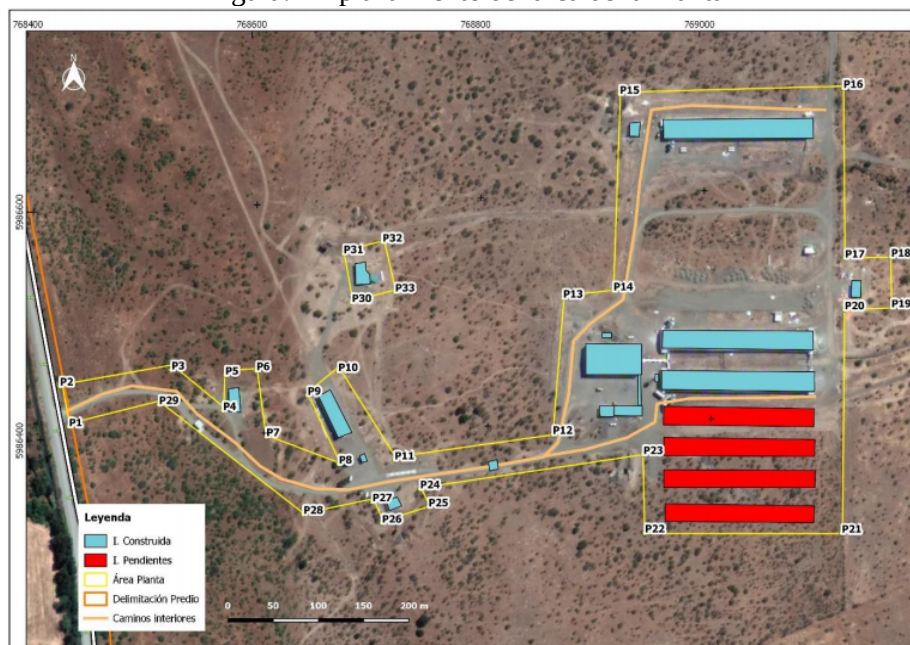 768400
768600
768800
769000
N
5986600
5986400
P15
P16
P31
P32
P17
P18
P30
P33
P13
P14
P20
P19
P2
P3
P5
P6
P9
P10
P1
P29
P4
P7
P8
P11
P12
P23
P24
P27
P25
P28
P26
P22
P21
Leyenda
I. Construida
I. Pendientes
Área Planta
Delimitación Predio
Caminos interiores
0 50 100 150 200 m